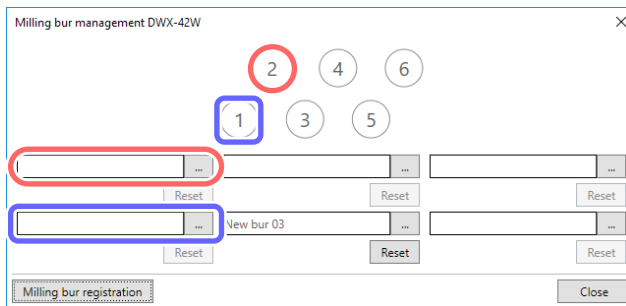 Milling bur management DWX-42W ×
2 4 6
1 3 5
... ... ...
Reset Reset Reset
... New bur 03 ... ...
Reset Reset Reset
Milling bur registration Close